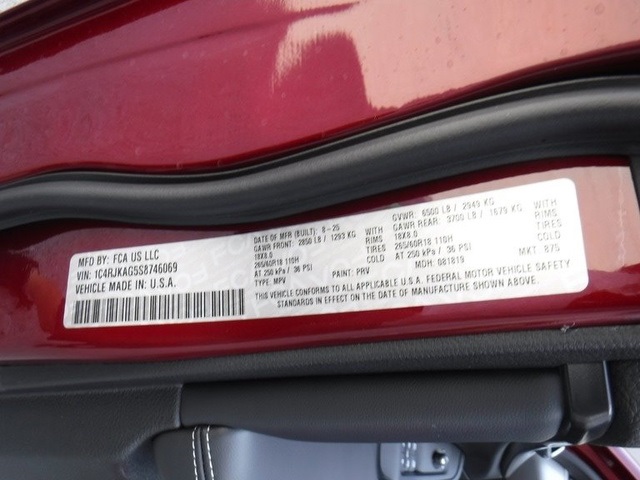 MFD BY: FCA US LLC
VIN: 1C4RJKAG5S8746069
VEHICLE MADE IN: U.S.A.
DATE OF MFR (BUILT): 8-25
GAWR FRONT: 2850 LB / 1293 KG WITH
18X8.0 RIMS
265/60R18 110H
AT 250 kPa / 36 PSI COLD
TYPE: MPV PAINT: PRV
GVWR: 6500 LB / 2949 KG
GAWR REAR: 3700 LB / 1679 KG WITH
18X8.0 RIMS
265/60R18 110H
AT 250 kPa / 36 PSI COLD
MDH: 081819 MKT: 875
THIS VEHICLE CONFORMS TO ALL APPLICABLE U.S.A. FEDERAL MOTOR VEHICLE SAFETY
STANDARDS IN EFFECT ON THE DATE OF MANUFACTURE SHOWN ABOVE.